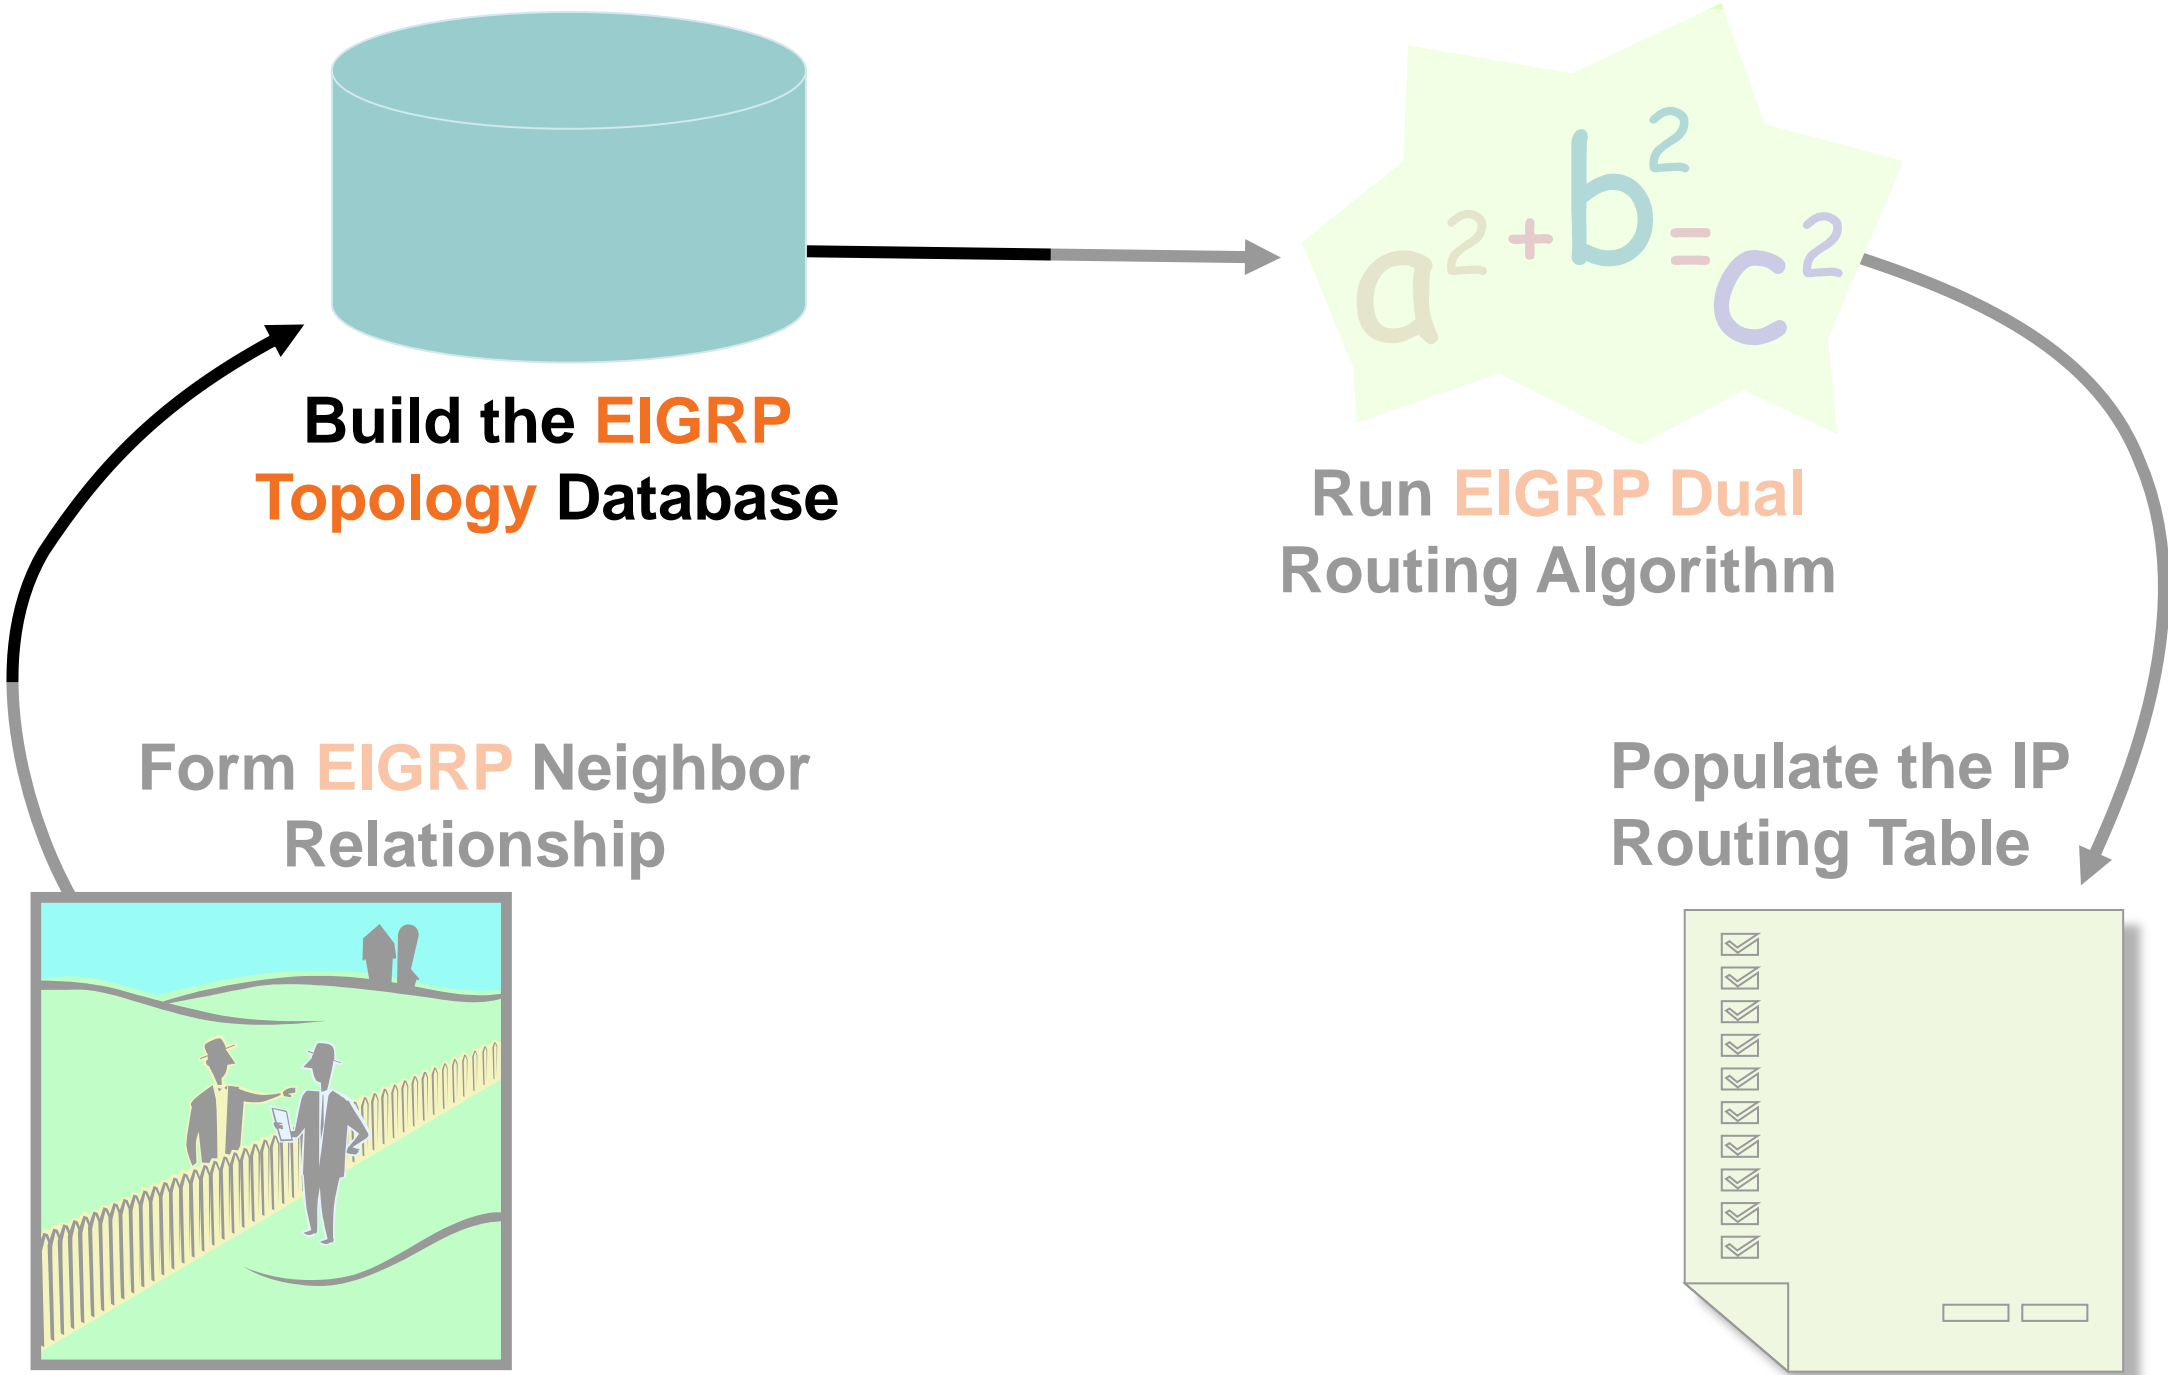 Build the EIGRP
Topology Database
a² + b² = c²
Run EIGRP Dual
Routing Algorithm
Form EIGRP Neighbor
Relationship
Populate the IP
Routing Table